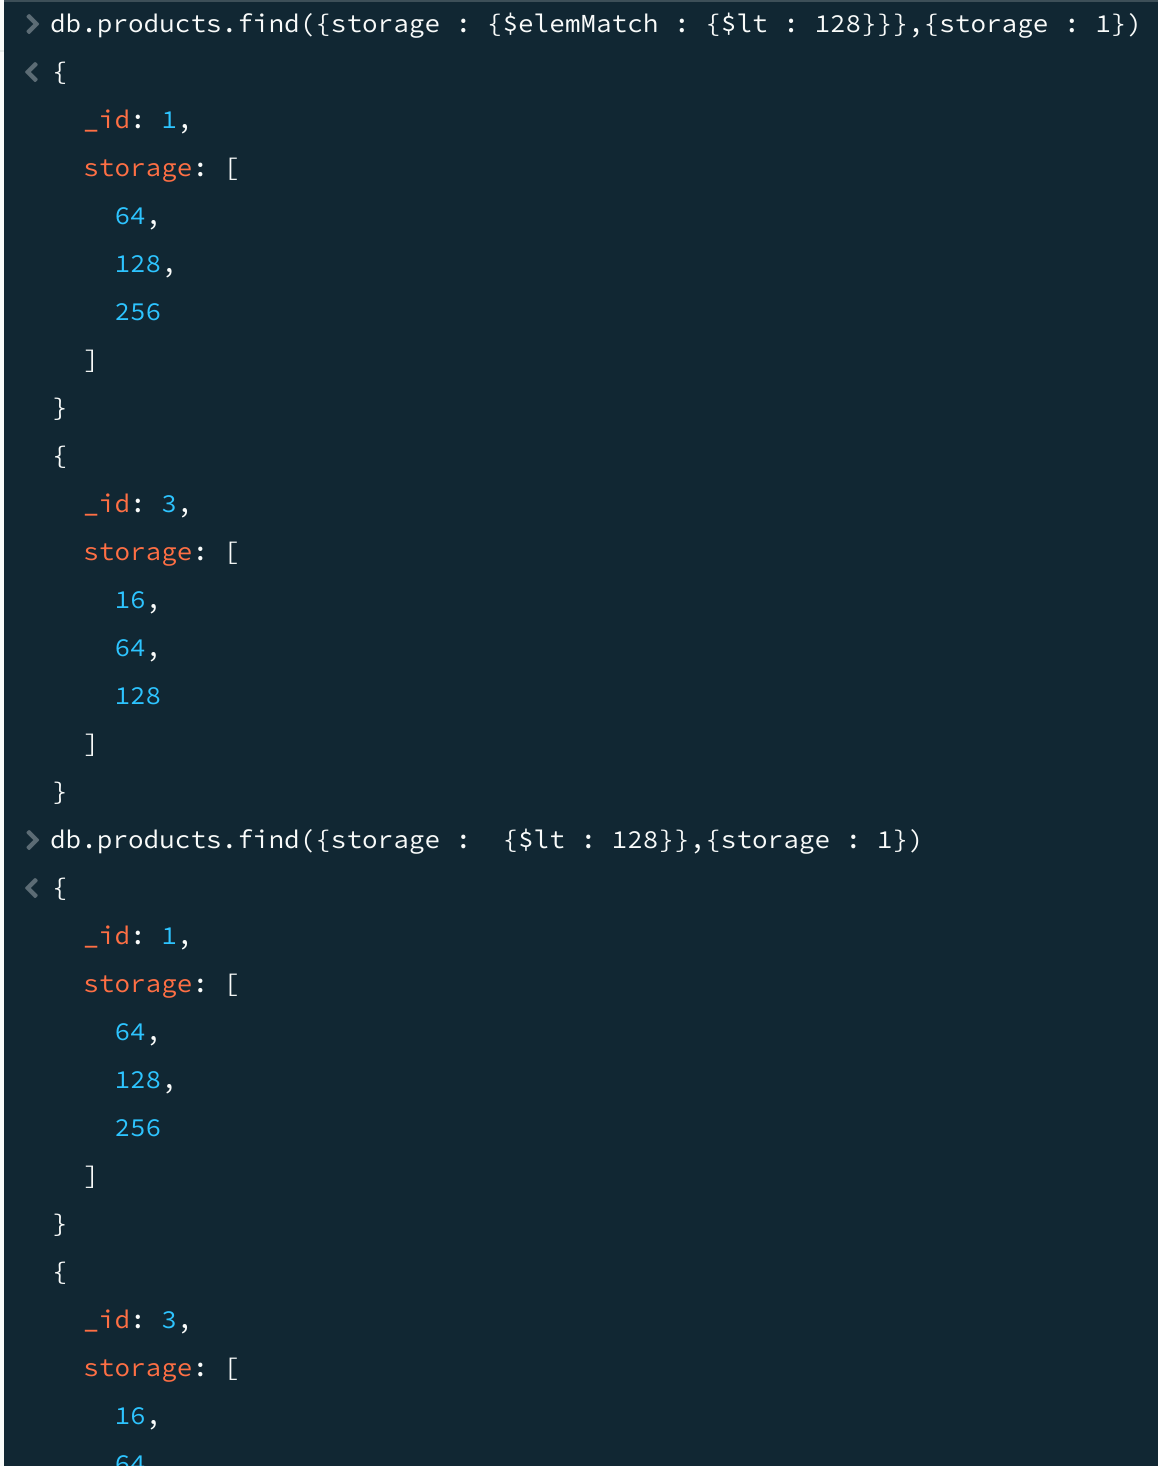 > db.products.find({storage : {$elemMatch : {$lt : 128}}},{storage : 1})
< {
_id: 1,
storage: [
64,
128,
256
]
}
{
_id: 3,
storage: [
16,
64,
128
]
}
> db.products.find({storage :  {$lt : 128}},{storage : 1})
< {
_id: 1,
storage: [
64,
128,
256
]
}
{
_id: 3,
storage: [
16,
64